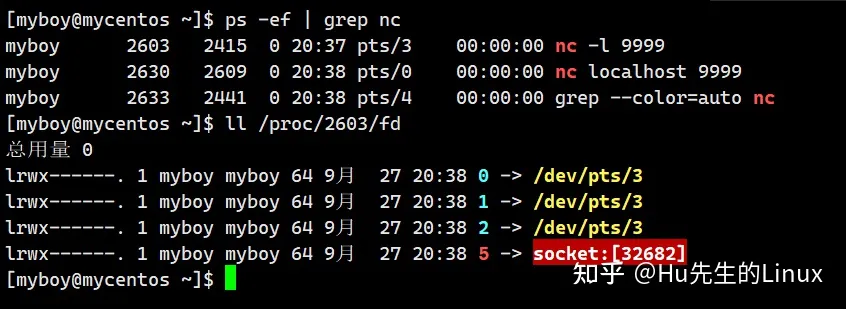 [myboy@mycentos ~]$ ps -ef | grep nc
myboy       2603    2415  0 20:37 pts/3    00:00:00 nc -l 9999
myboy       2630    2609  0 20:38 pts/0    00:00:00 nc localhost 9999
myboy       2633    2441  0 20:38 pts/4    00:00:00 grep --color=auto nc
[myboy@mycentos ~]$ ll /proc/2603/fd
总用量 0
lrwx------. 1 myboy myboy 64 9月  27 20:38 0 -> /dev/pts/3
lrwx------. 1 myboy myboy 64 9月  27 20:38 1 -> /dev/pts/3
lrwx------. 1 myboy myboy 64 9月  27 20:38 2 -> /dev/pts/3
lrwx------. 1 myboy myboy 64 9月  27 20:38 5 -> socket:[32682]
[myboy@mycentos ~]$
知乎 @Hu先生的Linux